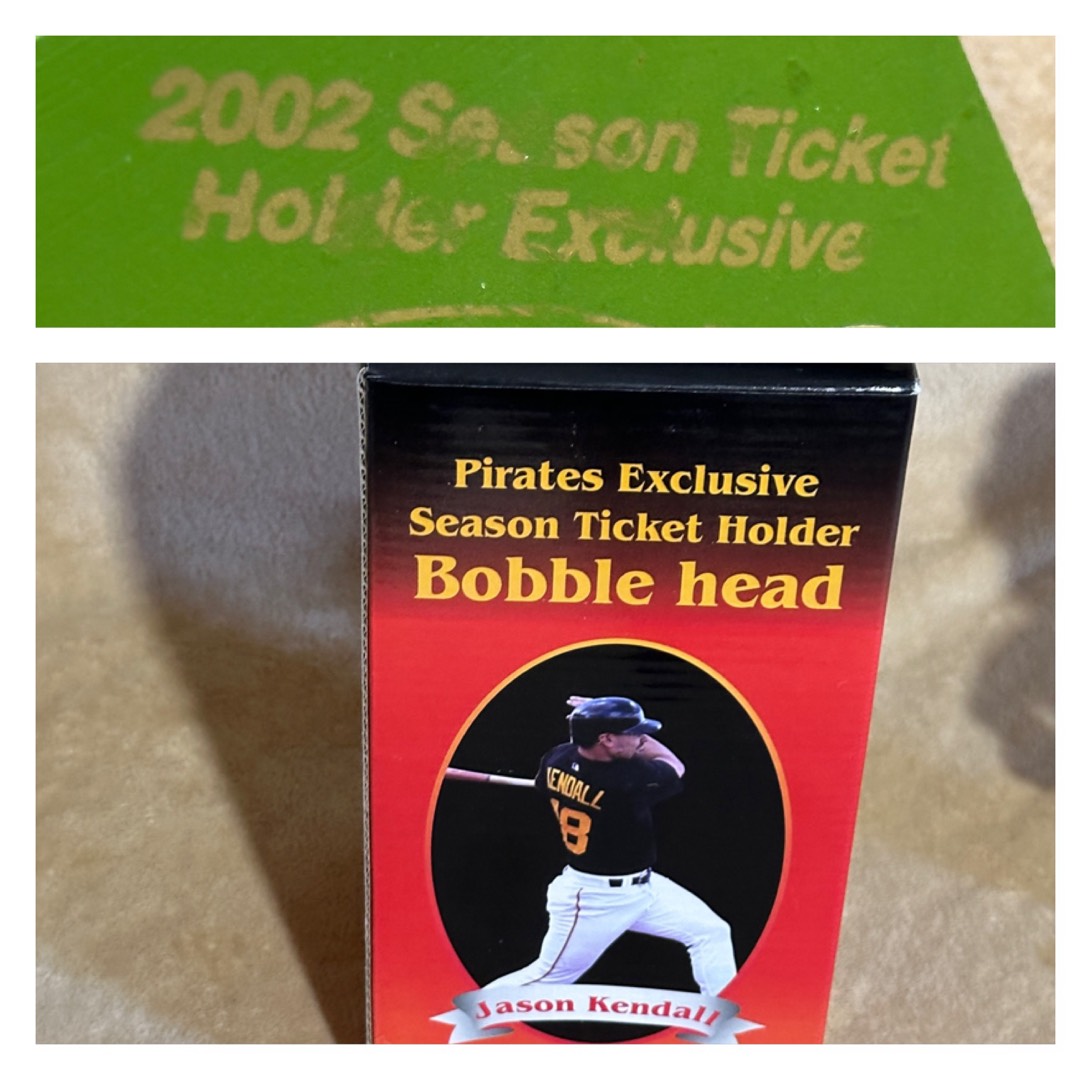 2002 Season Ticket
Holder Exclusive
Pirates Exclusive
Season Ticket Holder
Bobble head
KENDALL
18
Jason Kendall